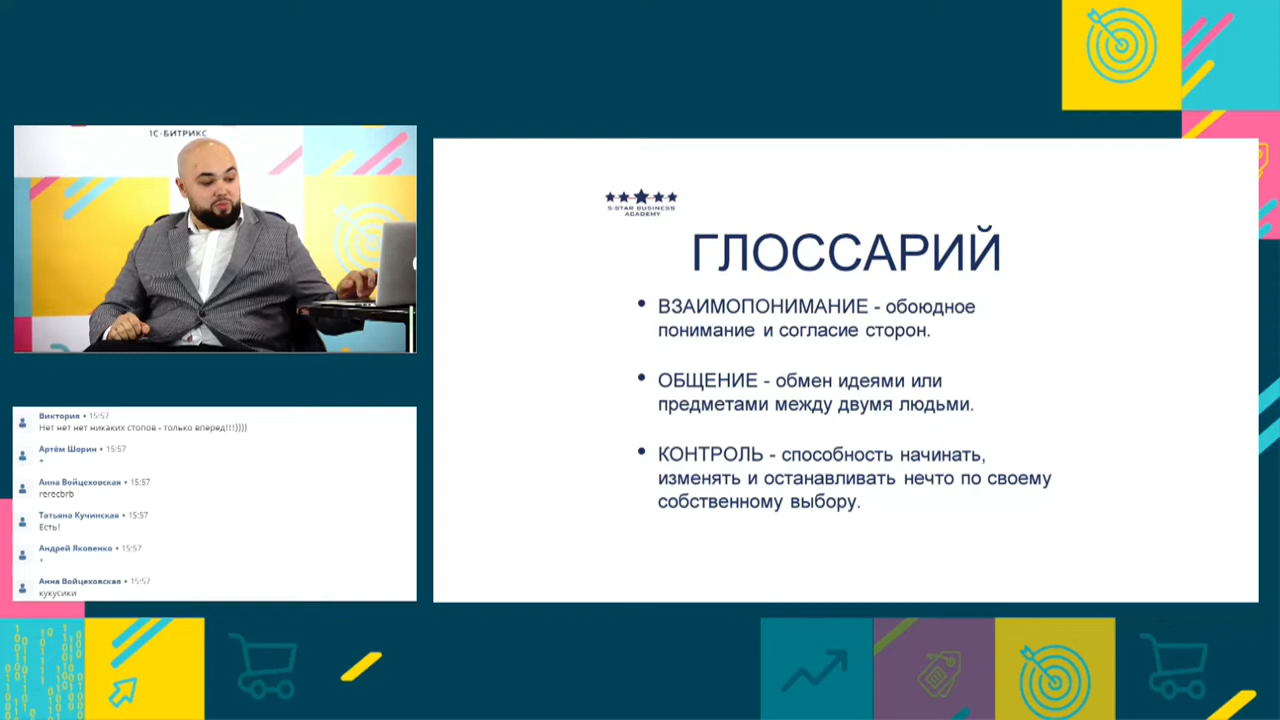 1С-БИТРИКС
5-STAR BUSINESS
ACADEMY
ГЛОССАРИЙ
• ВЗАИМОПОНИМАНИЕ - обоюдное
понимание и согласие сторон.
• ОБЩЕНИЕ - обмен идеями или
предметами между двумя людьми.
• КОНТРОЛЬ - способность начинать,
изменять и останавливать нечто по своему
собственному выбору.
Виктория • 15:57
Нет нет нет никаких стопов - только вперед!!!))))
Артём Шорин • 15:57
+
Анна Войцеховская • 15:57
rerecbrb
Татьяна Кучинская • 15:57
Есть!
Андрей Яковенко • 15:57
+
Анна Войцеховская • 15:57
кукусики